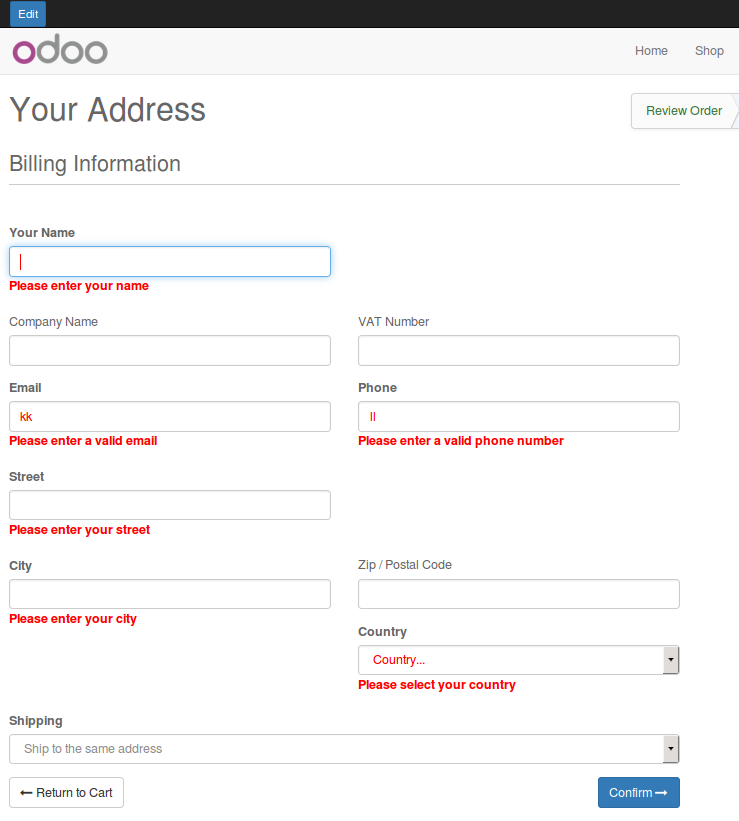 Edit
odoo
Home Shop
Your Address
Review Order
Billing Information
Your Name
Please enter your name
Company Name VAT Number
Email Phone
kk ll
Please enter a valid email Please enter a valid phone number
Street
Please enter your street
City Zip / Postal Code
Please enter your city
Country
Country...
Please select your country
Shipping
Ship to the same address
Return to Cart Confirm